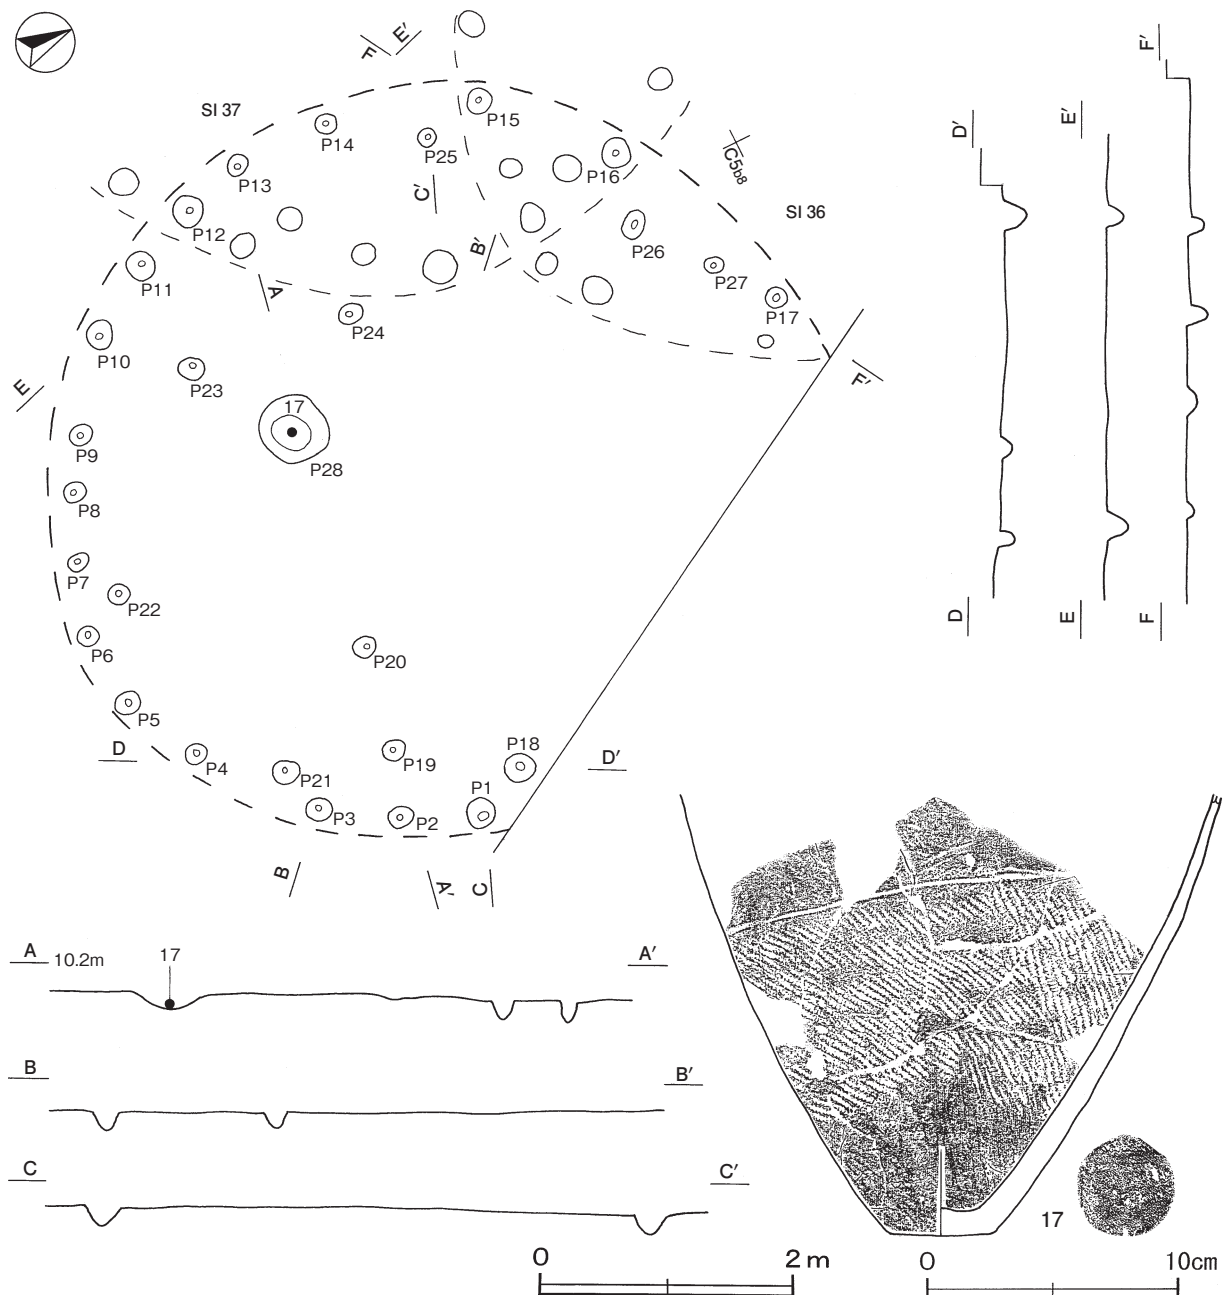 F
E′
SI 37
P15
P14
P25
P13
C′
P16
C5b8
SI 36
P12
B′
P26
P27
P11
A
P24
P17
P10
E
P23
F′
17
P28
P9
P8
P7
P22
P6
P20
P5
D
P4
P21
P19
P18
D′
P1
P3
P2
B
A′
C
F′
D′
E′
D
E
F
A
10.2m
17
A′
B
B′
C
C′
17
0
2 m
0
10cm